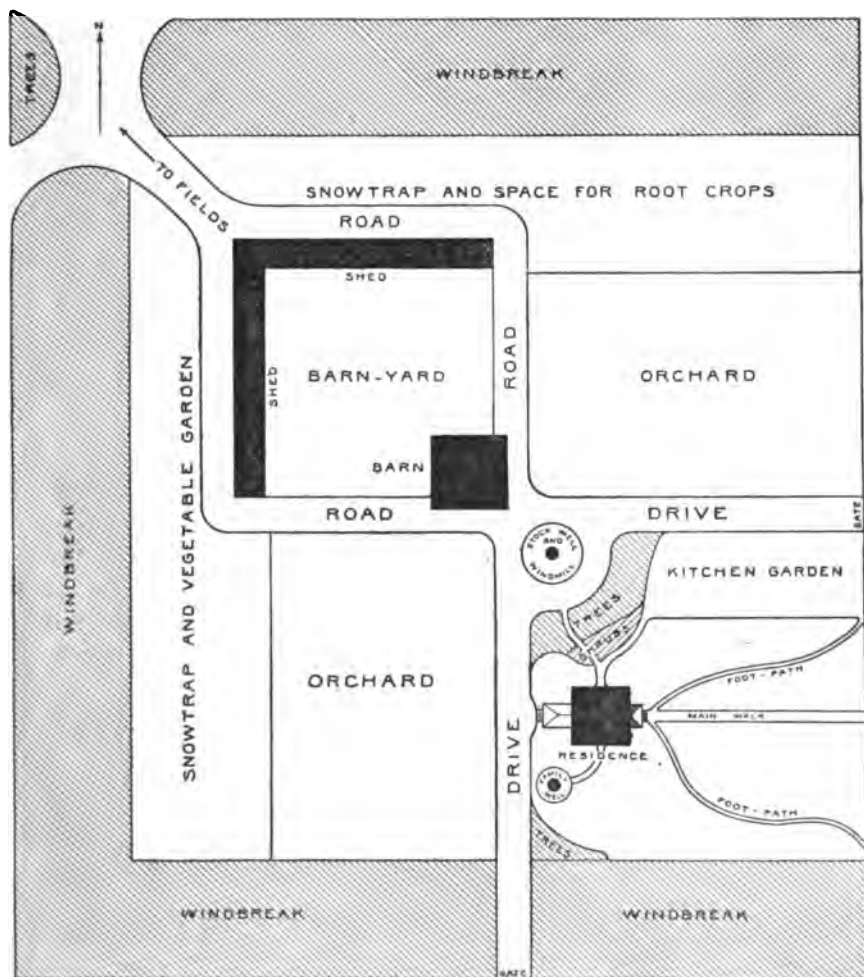 N
TREES
WINDBREAK
TO FIELDS
SNOWTRAP AND SPACE FOR ROOT CROPS
ROAD
SHED
SHED
BARN-YARD
ROAD
ORCHARD
BARN
ROAD
DRIVE
GATE
STOCK WELL
AND
WINDMILL
KITCHEN GARDEN
TREES
SHRUBS
WINDBREAK
SNOWTRAP AND VEGETABLE GARDEN
ORCHARD
DRIVE
FOOT-PATH
MAIN WALK
RESIDENCE
FAMILY
WELL
FOOT-PATH
TREES
WINDBREAK
WINDBREAK
GATE